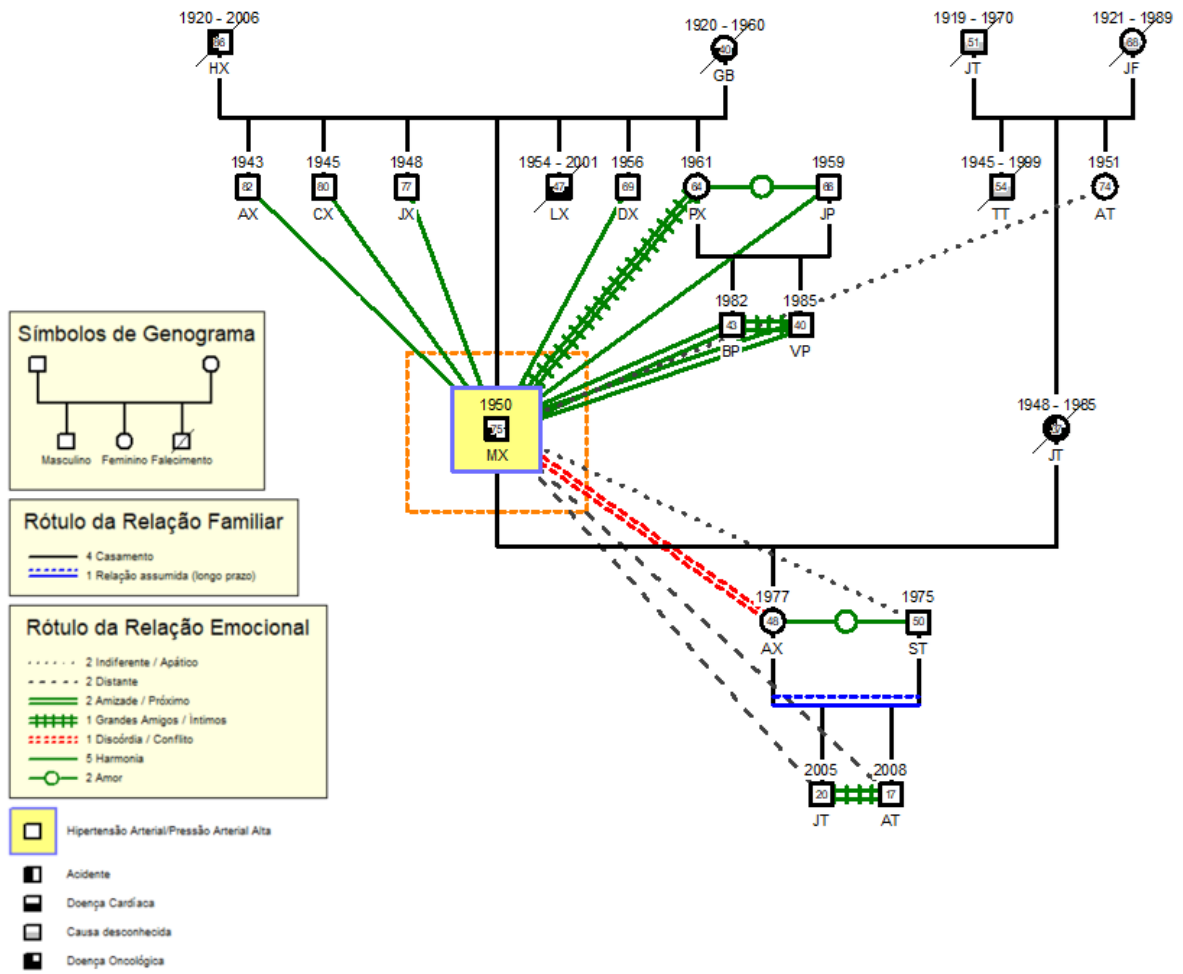 1920 - 2006
1920 - 1960
1919 - 1970
1921 - 1989
86
40
51
68
HX
GB
JT
JF
1943
1945
1948
1954 - 2001
1956
1961
1959
1945 - 1999
1951
82
80
77
47
69
64
66
54
74
AX
CX
JX
LX
DX
PX
JP
TT
AT
1982
1985
43
40
BP
VP
1950
75
MX
1948 - 1985
JT
1977
1975
48
50
AX
ST
2005
2008
20
17
JT
AT
Símbolos de Genograma
Masculino
Feminino
Falecimento
Rótulo da Relação Familiar
4 Casamento
1 Relação assumida (longo prazo)
Rótulo da Relação Emocional
2 Indiferente / Apático
2 Distante
2 Amizade / Próximo
1 Grandes Amigos / Íntimos
1 Discórdia / Conflito
5 Harmonia
2 Amor
Hipertensão Arterial/Pressão Arterial Alta
Acidente
Doença Cardíaca
Causa desconhecida
Doença Oncológica